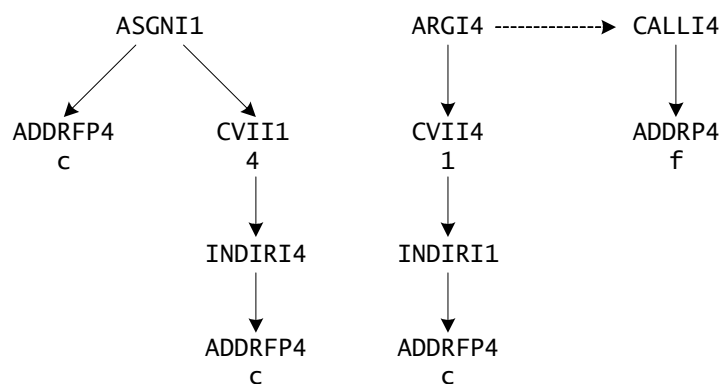 ASGNI1 ARGI4 CALLI4
ADDRFP4 CVII1 CVII4 ADDRP4
c 4 1 f
INDIRI4 INDIRI1
ADDRFP4 ADDRFP4
c c